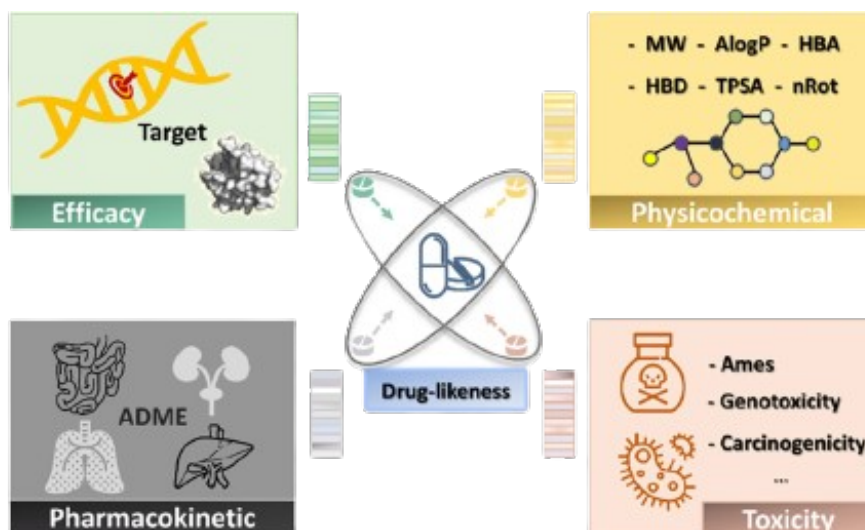 Target
Efficacy
- MW - AlogP - HBA
- HBD - TPSA - nRot
Physicochemical
Drug-likeness
ADME
Pharmacokinetic
- Ames
- Genotoxicity
- Carcinogenicity
...
Toxicity